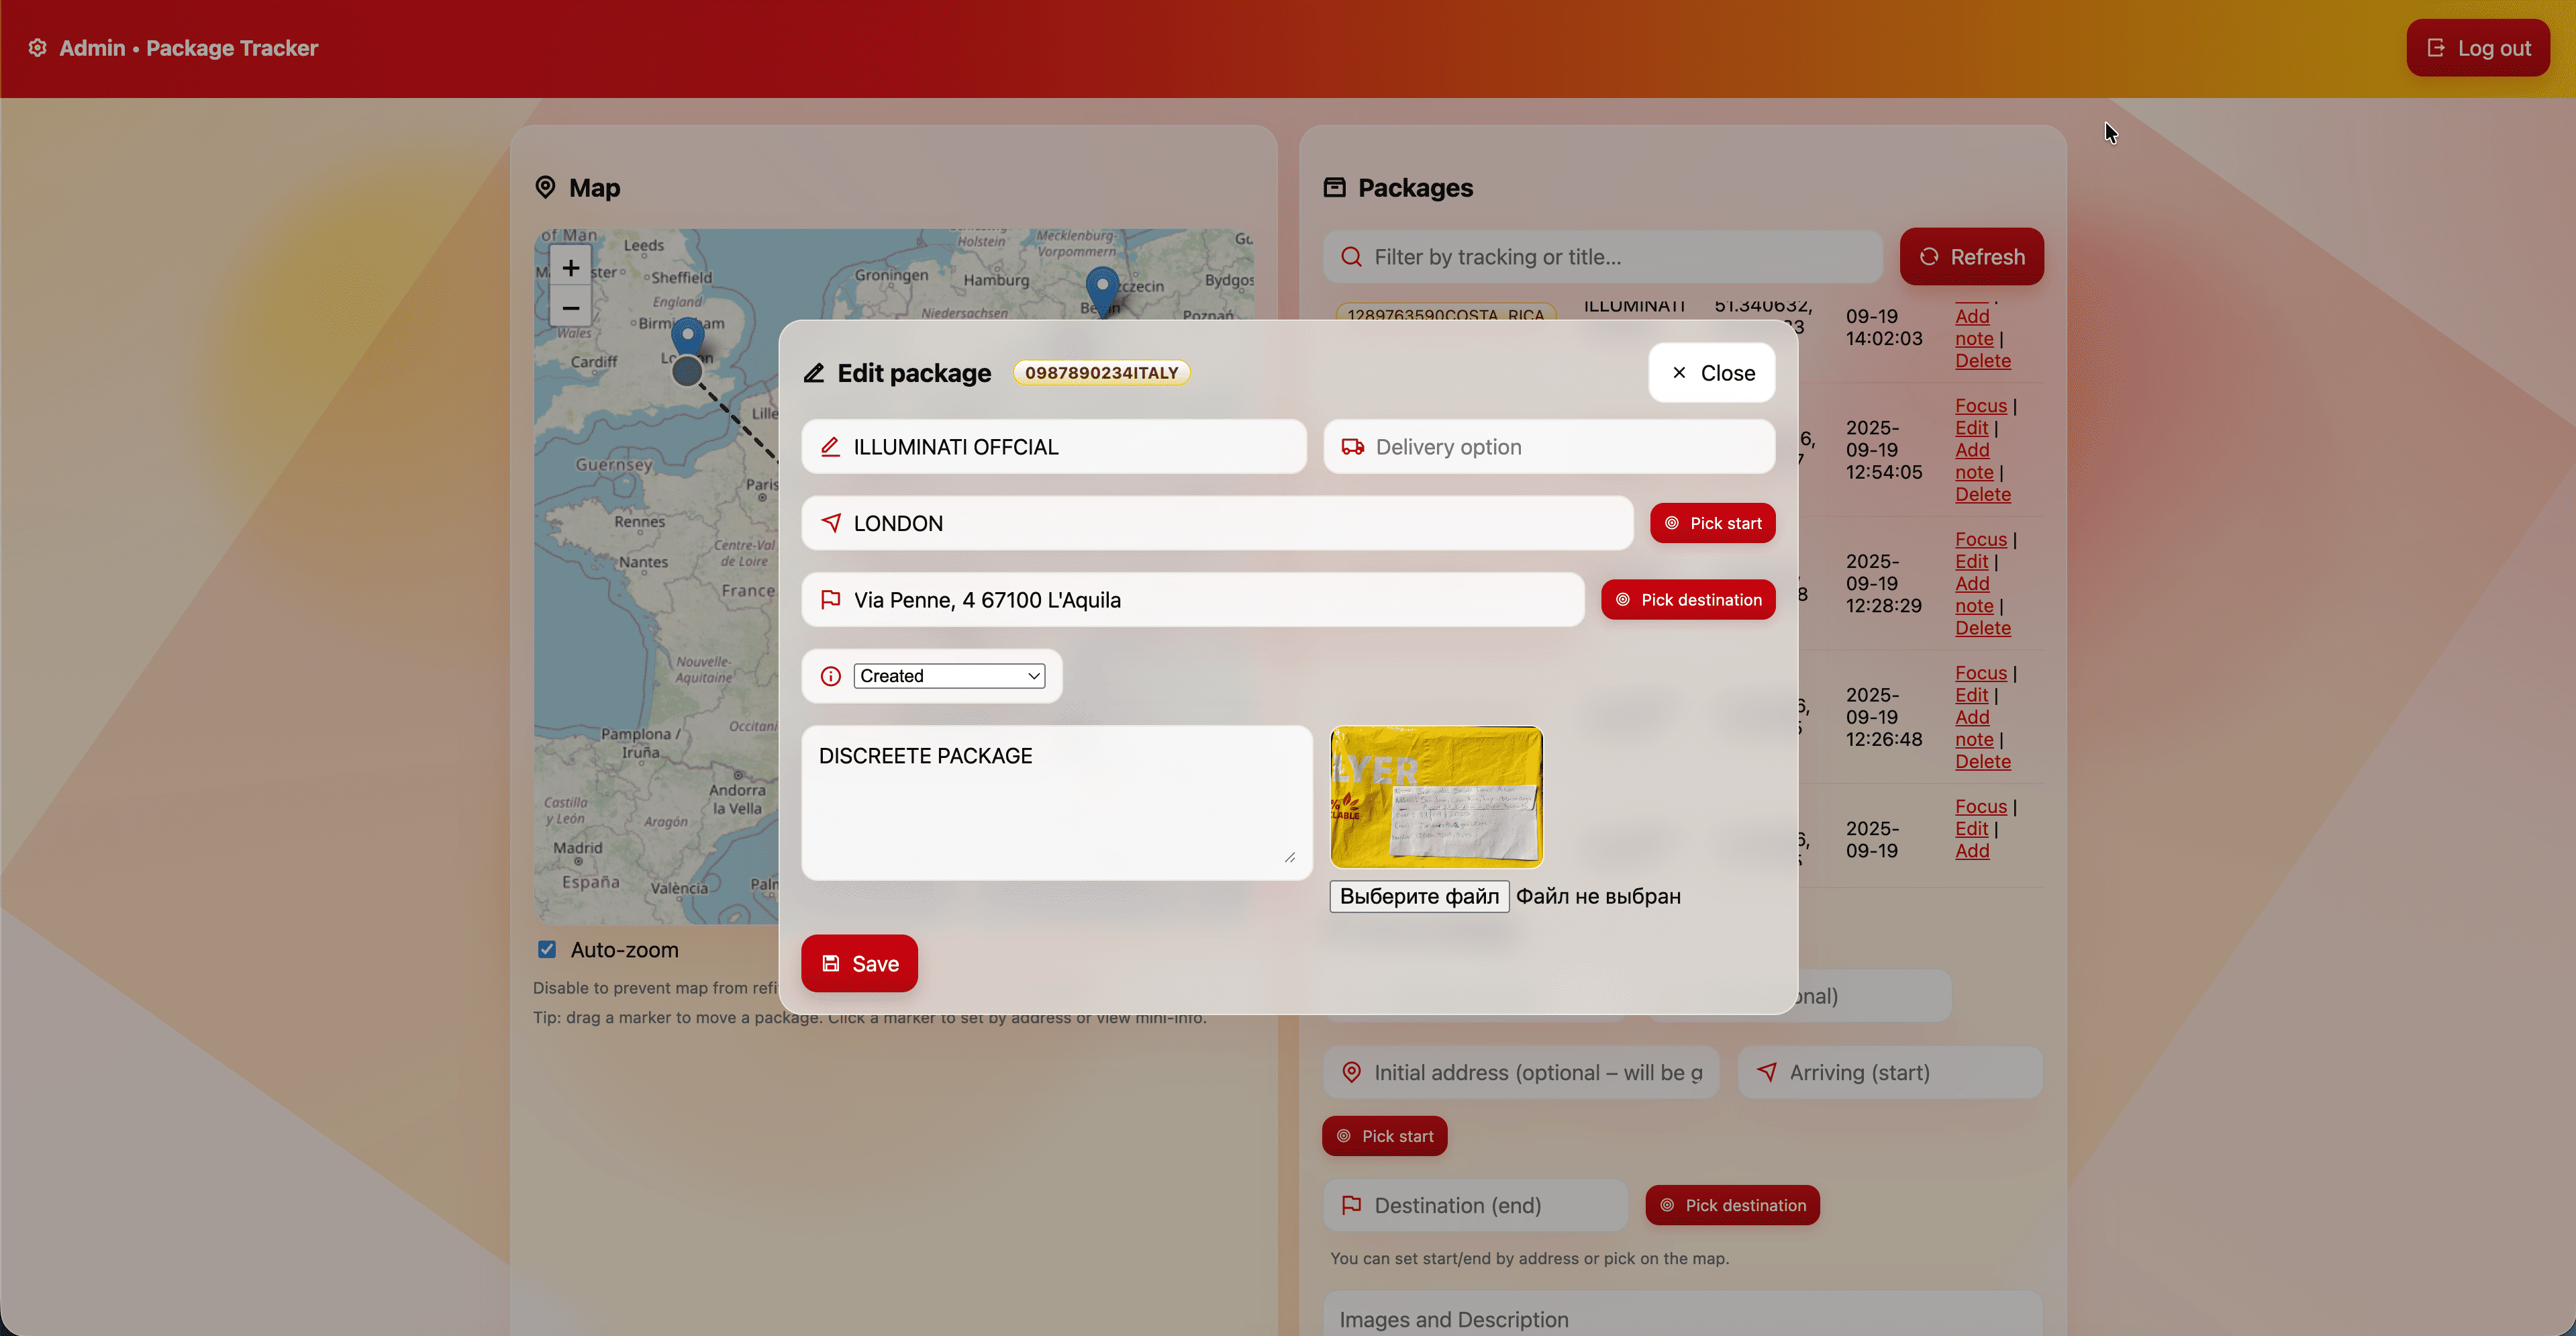 Admin • Package Tracker
Log out
Map
of Man
Leeds
Sheffield
England
Wales
Cardiff
Groningen
Hamburg
Holstein
Mecklenburg-
Vorpommern
Niedersachsen
Bydgos
Poznań
Lille
Guernsey
Paris
Rennes
Centre-Val
de Loire
Nantes
France
Nouvelle-
Aquitaine
Occitani
Pamplona /
Iruña
Andorra
la Vella
Castilla
y León
Aragón
Madrid
España
València
Auto-zoom
Disable to prevent map from refi
Tip: drag a marker to move a package. Click a marker to set by address or view mini-info.
Packages
Filter by tracking or title...
Refresh
1289763590COSTA RICA
ILLUMINATI
51.340632,
09-19
14:02:03
Add
note |
Delete
2025-
09-19
12:54:05
Focus |
Edit |
Add
note |
Delete
2025-
09-19
12:28:29
Focus |
Edit |
Add
note |
Delete
2025-
09-19
12:26:48
Focus |
Edit |
Add
note |
Delete
2025-
09-19
Focus |
Edit |
Add
Edit package
0987890234ITALY
× Close
ILLUMINATI OFFCIAL
Delivery option
LONDON
Pick start
Via Penne, 4 67100 L'Aquila
Pick destination
Created
DISCREETE PACKAGE
LYER
Выберите файл
Файл не выбран
Save
onal)
Initial address (optional – will be g
Arriving (start)
Pick start
Destination (end)
Pick destination
You can set start/end by address or pick on the map.
Images and Description